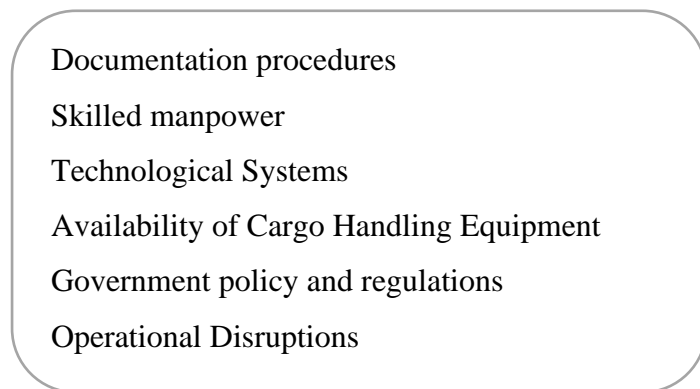 Documentation procedures
Skilled manpower
Technological Systems
Availability of Cargo Handling Equipment
Government policy and regulations
Operational Disruptions